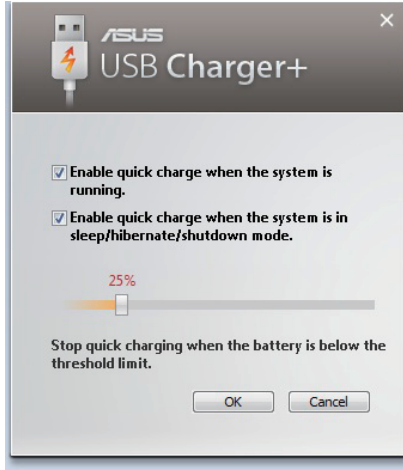 ASUS
USB Charger+
Enable quick charge when the system is
running.
Enable quick charge when the system is in
sleep/hibernate/shutdown mode.
25%
Stop quick charging when the battery is below the
threshold limit.
OK Cancel